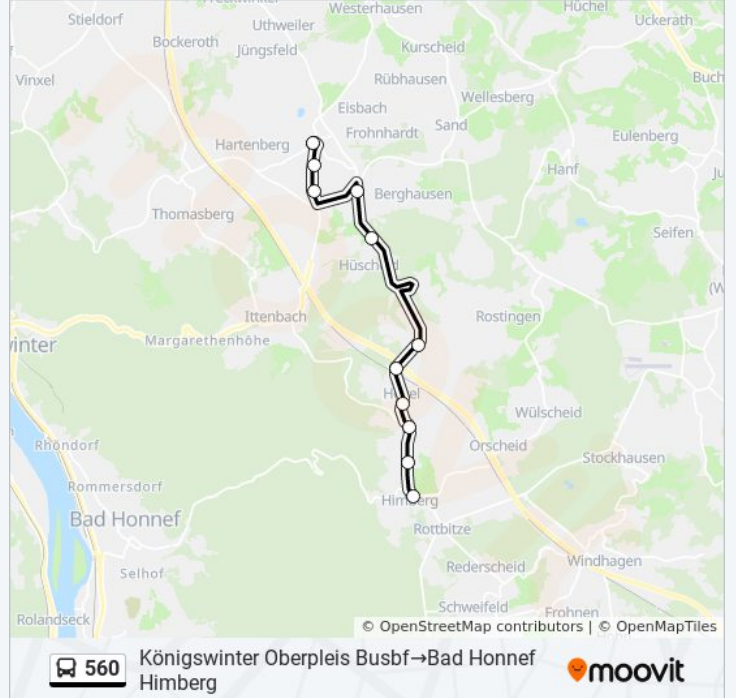 Stieldorf
Uthweiler
Westerhausen
Hüchel
Uckerath
Bockeroth
Jüngsfeld
Kurscheid
Vinxel
Rübhausen
Wellesberg
Buch
Eisbach
Hartenberg
Frohnhardt
Sand
Eulenberg
Hanf
Berghausen
Thomasberg
Seifen
Ittenbach
Rostingen
inter
Margarethenhöhe
Wülscheid
Rhöndorf
Orscheid
Stockhausen
Rommersdorf
Himberg
Bad Honnef
Rottbitze
Rederscheid
Windhagen
Selhof
Schweifeld
Frohnen
Rolandseck
© OpenStreetMap contributors | © OpenMapTiles
560
Königswinter Oberpleis Busbf→Bad Honnef
Himberg
moovit